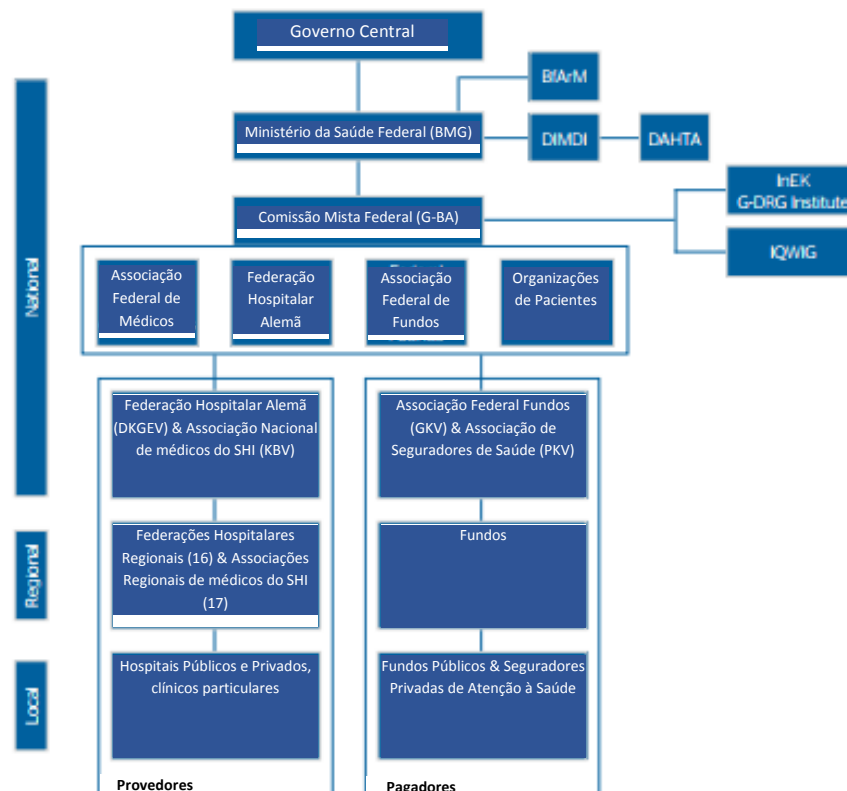 Governo Central
BfArM
Ministério da Saúde Federal (BMG)
DIMDI
DAHTA
Comissão Mista Federal (G-BA)
InEK
G-DRG Institute
IQWIG
National
Associação
Federal de
Médicos
Federação
Hospitalar
Alemã
Associação
Federal de
Fundos
Organizações
de Pacientes
Federação Hospitalar Alemã
(DKGEV) & Associação Nacional
de médicos do SHI (KBV)
Associação Federal Fundos
(GKV) & Associação de
Seguradores de Saúde (PKV)
Regional
Federações Hospitalares
Regionais (16) & Associações
Regionais de médicos do SHI
(17)
Fundos
Local
Hospitais Públicos e Privados,
clínicos particulares
Fundos Públicos & Seguradores
Privadas de Atenção à Saúde
Provedores
Pagadores